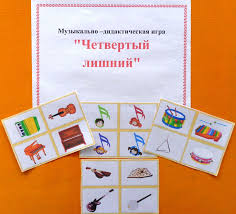 Музыкально –дидактическая игра
"Четвертый
лишний"